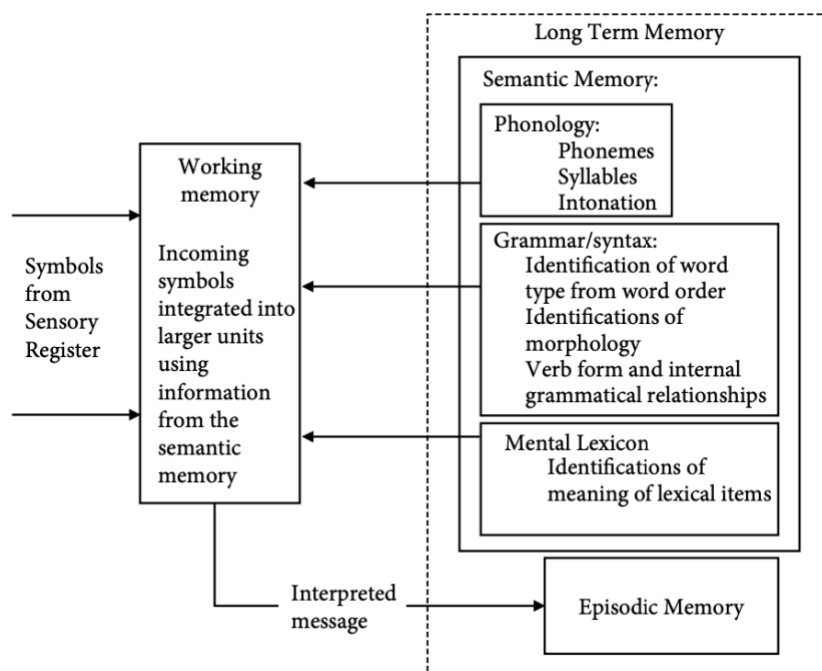 Long Term Memory
Semantic Memory:
Phonology:
Phonemes
Syllables
Intonation
Working
memory
Incoming
symbols
integrated into
larger units
using
information
from the
semantic
memory
Symbols
from
Sensory
Register
Grammar/syntax:
Identification of word
type from word order
Identifications of
morphology
Verb form and internal
grammatical relationships
Mental Lexicon
Identifications of
meaning of lexical items
Interpreted
message
Episodic Memory